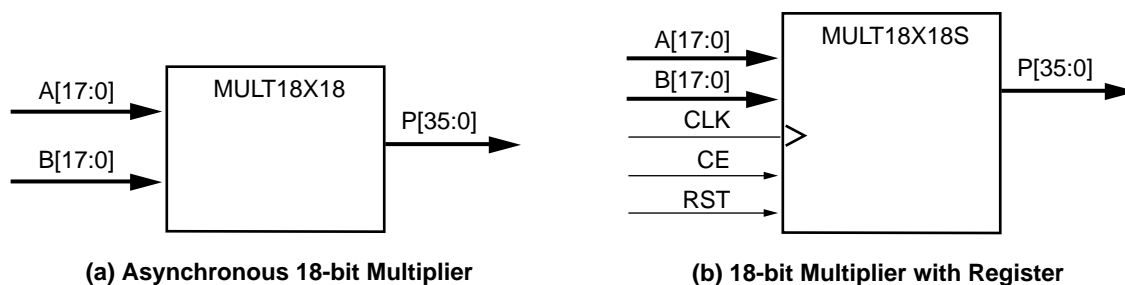 MULT18X18
A[17:0]
B[17:0]
P[35:0]
(a) Asynchronous 18-bit Multiplier
MULT18X18S
A[17:0]
B[17:0]
CLK
CE
RST
P[35:0]
(b) 18-bit Multiplier with Register